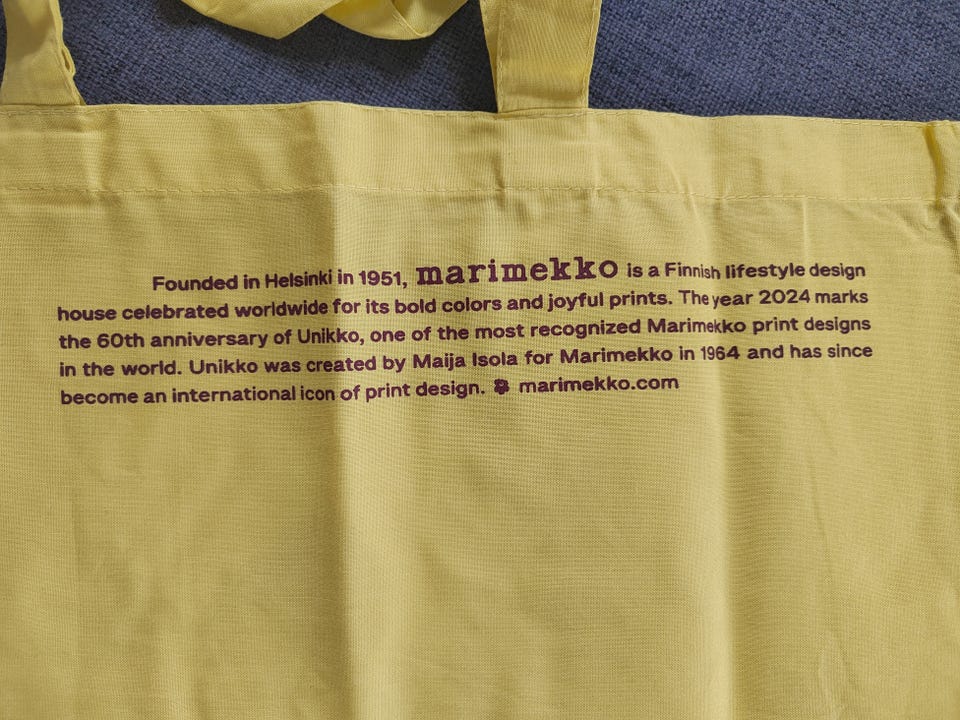 Founded in Helsinki in 1951, marimekko is a Finnish lifestyle design
house celebrated worldwide for its bold colors and joyful prints. The year 2024 marks
the 60th anniversary of Unikko, one of the most recognized Marimekko print designs
in the world. Unikko was created by Maija Isola for Marimekko in 1964 and has since
become an international icon of print design. marimekko.com